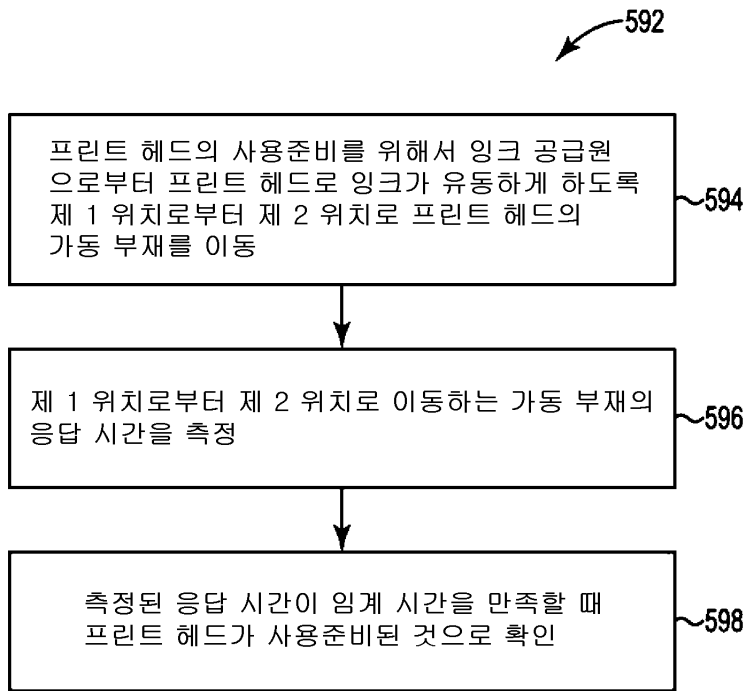 592
프린트 헤드의 사용준비를 위해서 잉크 공급원
으로부터 프린트 헤드로 잉크가 유동하게 하도록
제 1 위치로부터 제 2 위치로 프린트 헤드의
가동 부재를 이동
594
제 1 위치로부터 제 2 위치로 이동하는 가동 부재의
응답 시간을 측정
596
측정된 응답 시간이 임계 시간을 만족할 때
프린트 헤드가 사용준비된 것으로 확인
598